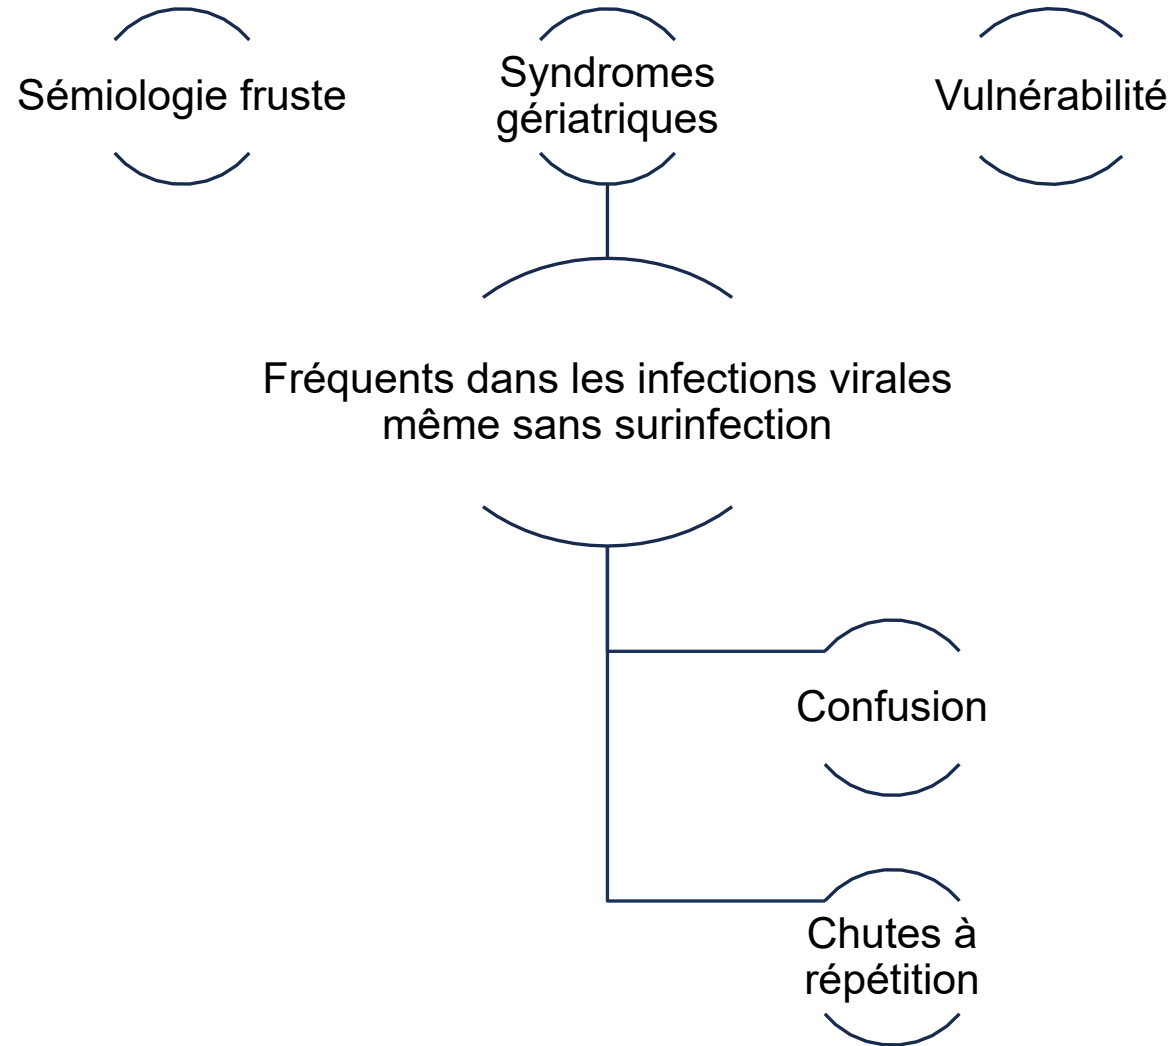 Sémiologie fruste
Syndromes
gériatriques
Vulnérabilité
Fréquents dans les infections virales
même sans surinfection
Confusion
Chutes à
répétition